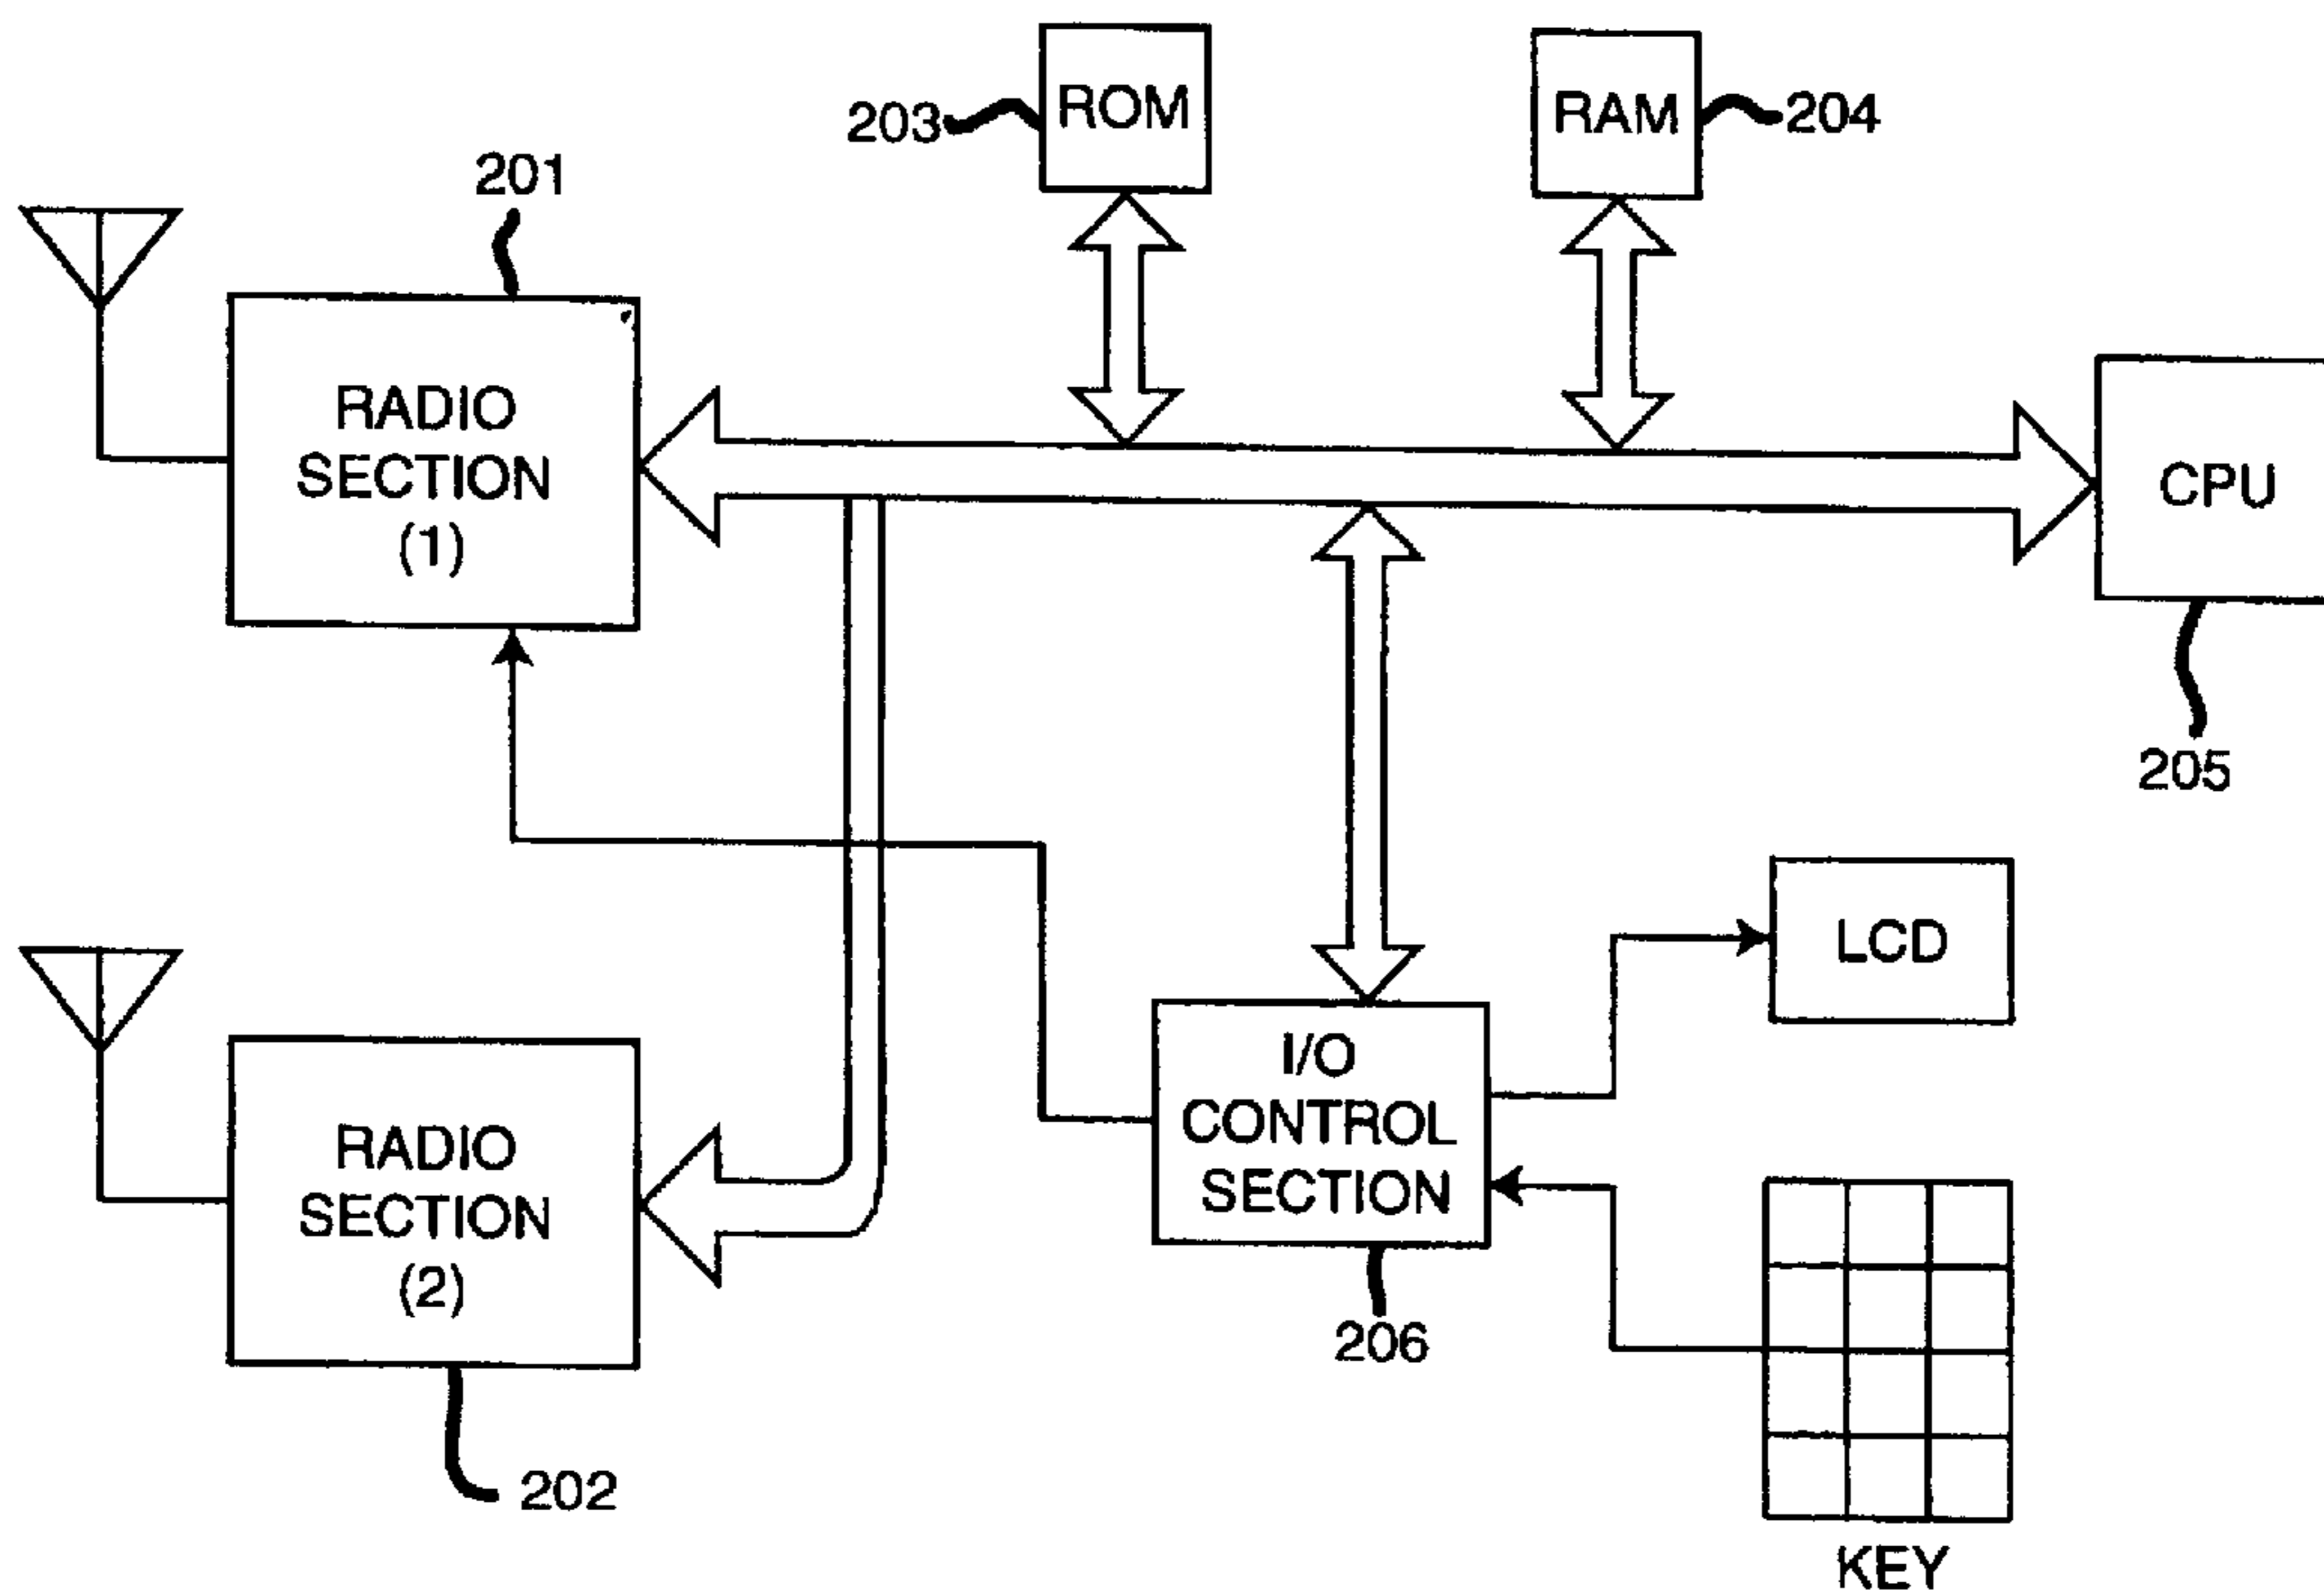 203
ROM
RAM
204
201
RADIO
SECTION
(1)
CPU
205
LCD
I/O
CONTROL
SECTION
206
RADIO
SECTION
(2)
202
KEY